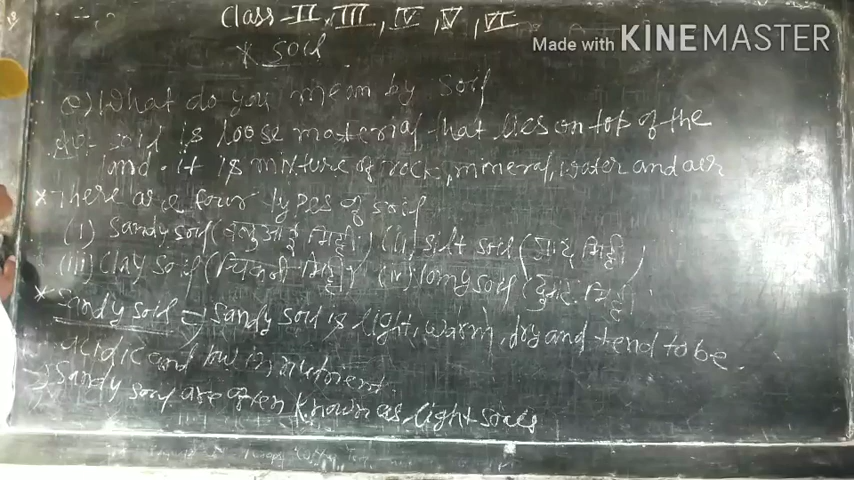 Class-II, III, IV, V, VI
Made with KINEMASTER
* Soil
Q) What do you mean by Soil
Soil is loose material that lies on top of the
land. it is mixture of rock, mineral, water and air
* There are four types of soil
(i) Sandy soil (बलुआई मिट्टी) (ii) silt soil (गाद मिट्टी)
(iii) Clay soil (चिकनी मिट्टी) (iv) lomy soil (दुमट मिट्टी)
* Sandy soil ⇒ Sandy soil is light, warm, dry and tend to be
acidic and low in nutrient.
→ Sandy soil are often known as light soils